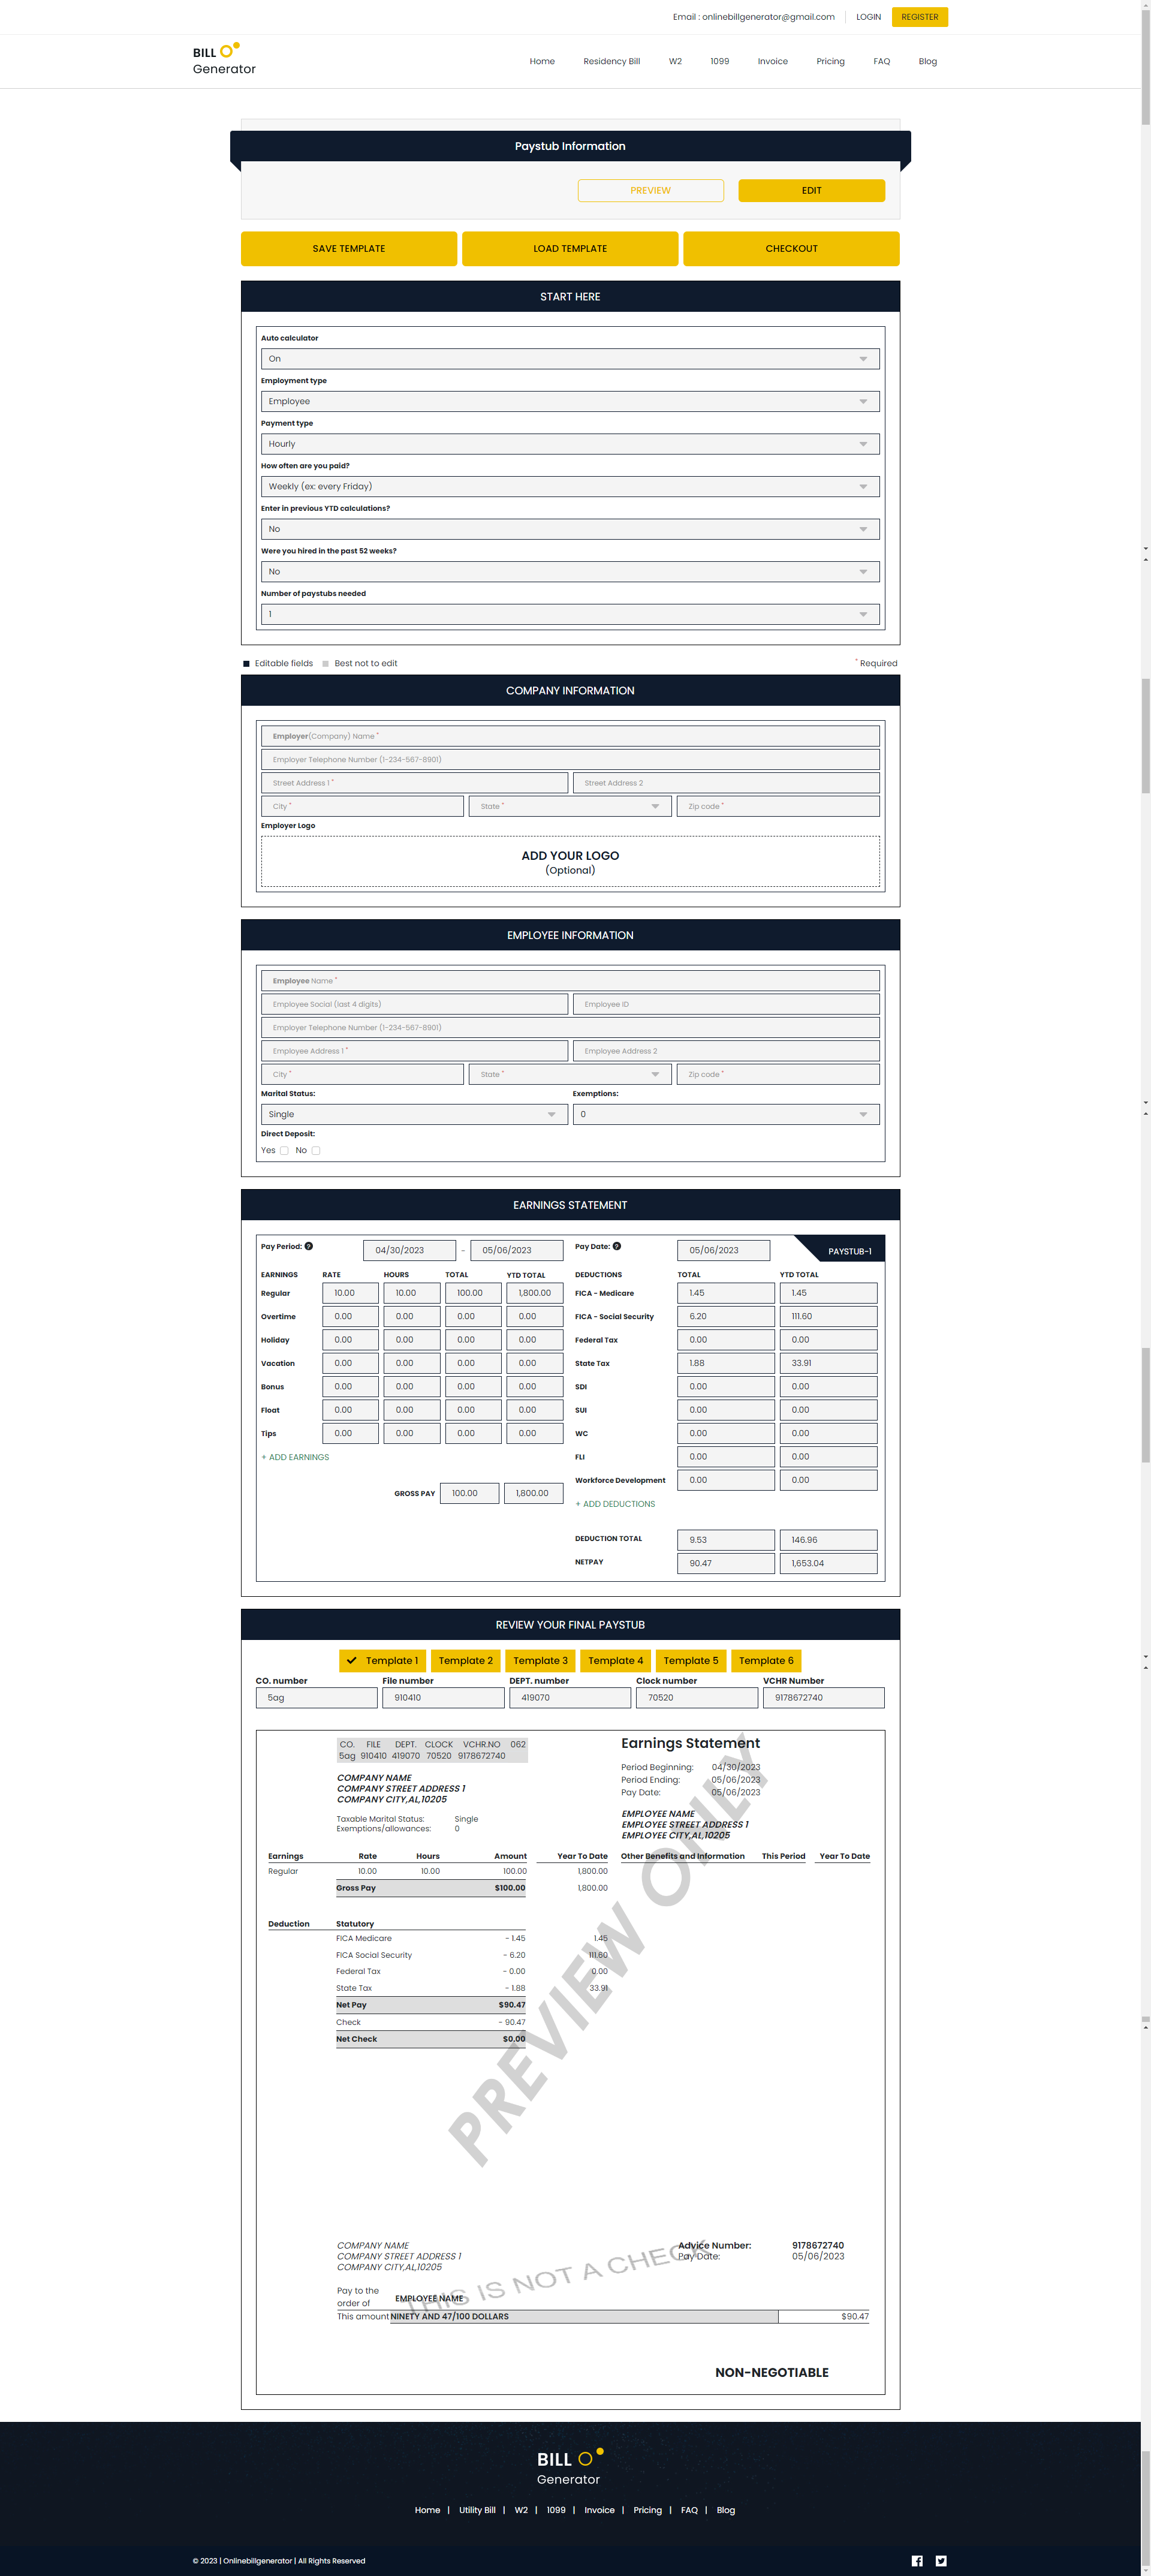 Email : onlinebillgenerator@gmail.com LOGIN REGISTER
BILL
Generator
Home Residency Bill W2 1099 Invoice Pricing FAQ Blog
Paystub Information
PREVIEW EDIT
SAVE TEMPLATE LOAD TEMPLATE CHECKOUT
START HERE
Auto calculator
On
Employment type
Employee
Payment type
Hourly
How often are you paid?
Weekly (ex: every Friday)
Enter in previous YTD calculations?
No
Were you hired in the past 52 weeks?
No
Number of paystubs needed
1
Editable fields Best not to edit * Required
COMPANY INFORMATION
Employer(Company) Name *
Employer Telephone Number (1-234-567-8901)
Street Address 1 * Street Address 2
City * State * Zip code *
Employer Logo
ADD YOUR LOGO
(Optional)
EMPLOYEE INFORMATION
Employee Name *
Employee Social (last 4 digits) Employee ID
Employer Telephone Number (1-234-567-8901)
Employee Address 1 * Employee Address 2
City * State * Zip code *
Marital Status: Exemptions:
Single 0
Direct Deposit:
Yes No
EARNINGS STATEMENT
Pay Period: ? 04/30/2023 - 05/06/2023 Pay Date: ? 05/06/2023 PAYSTUB-1
EARNINGS RATE HOURS TOTAL YTD TOTAL DEDUCTIONS TOTAL YTD TOTAL
Regular 10.00 10.00 100.00 1,800.00 FICA - Medicare 1.45 1.45
Overtime 0.00 0.00 0.00 0.00 FICA - Social Security 6.20 111.60
Holiday 0.00 0.00 0.00 0.00 Federal Tax 0.00 0.00
Vacation 0.00 0.00 0.00 0.00 State Tax 1.88 33.91
Bonus 0.00 0.00 0.00 0.00 SDI 0.00 0.00
Float 0.00 0.00 0.00 0.00 SUI 0.00 0.00
Tips 0.00 0.00 0.00 0.00 WC 0.00 0.00
+ ADD EARNINGS FLI 0.00 0.00
Workforce Development 0.00 0.00
GROSS PAY 100.00 1,800.00
+ ADD DEDUCTIONS
DEDUCTION TOTAL 9.53 146.96
NETPAY 90.47 1,653.04
REVIEW YOUR FINAL PAYSTUB
Template 1 Template 2 Template 3 Template 4 Template 5 Template 6
CO. number File number DEPT. number Clock number VCHR Number
5ag 910410 419070 70520 9178672740
CO. FILE DEPT. CLOCK VCHR.NO 062
5ag 910410 419070 70520 9178672740
Earnings Statement
Period Beginning: 04/30/2023
Period Ending: 05/06/2023
Pay Date: 05/06/2023
COMPANY NAME
COMPANY STREET ADDRESS 1
COMPANY CITY,AL,10205
Taxable Marital Status: Single
Exemptions/allowances: 0
EMPLOYEE NAME
EMPLOYEE STREET ADDRESS 1
EMPLOYEE CITY,AL,10205
Earnings Rate Hours Amount Year To Date Other Benefits and Information This Period Year To Date
Regular 10.00 10.00 100.00 1,800.00
Gross Pay $100.00 1,800.00
Deduction Statutory
FICA Medicare - 1.45 1.45
FICA Social Security - 6.20 111.60
Federal Tax - 0.00 0.00
State Tax - 1.88 33.91
Net Pay $90.47
Check - 90.47
Net Check $0.00
PREVIEW ONLY
COMPANY NAME
COMPANY STREET ADDRESS 1
COMPANY CITY,AL,10205
Advice Number: 9178672740
Pay Date: 05/06/2023
THIS IS NOT A CHECK
Pay to the
order of EMPLOYEE NAME
This amount NINETY AND 47/100 DOLLARS $90.47
NON-NEGOTIABLE
BILL
Generator
Home | Utility Bill | W2 | 1099 | Invoice | Pricing | FAQ | Blog
© 2023 | Onlinebillgenerator | All Rights Reserved